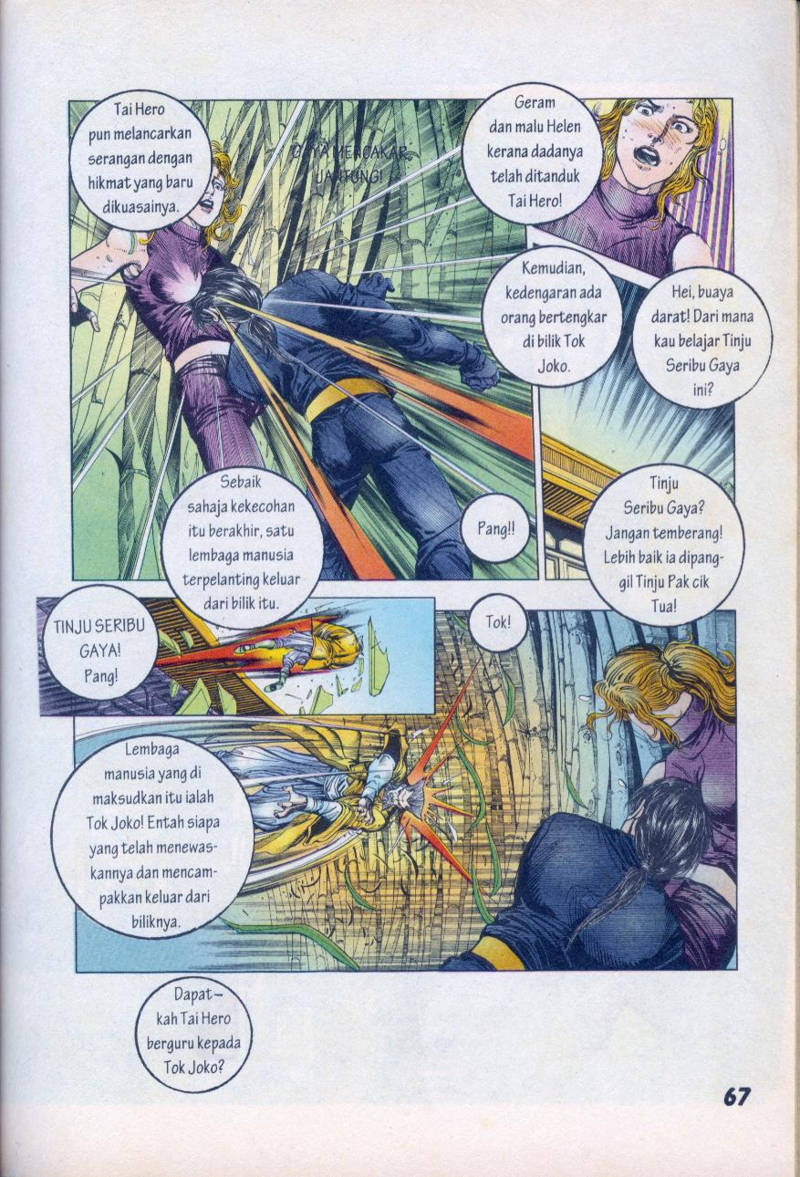 Tai Hero
pun melancarkan
serangan dengan
hikmat yang baru
dikuasainya.
GAYA MENCAKAR
JANTUNG!
Geram
dan malu Helen
kerana dadanya
telah ditanduk
Tai Hero!
Kemudian,
kedengaran ada
orang bertengkar
di bilik Tok
Joko.
Hei, buaya
darat! Dari mana
kau belajar Tinju
Seribu Gaya
ini?
Tinju
Seribu Gaya?
Jangan temberang!
Lebih baik ia dipang-
gil Tinju Pak cik
Tua!
Sebaik
sahaja kekecohan
itu berakhir, satu
lembaga manusia
terpelanting keluar
dari bilik itu.
Pang!!
TINJU SERIBU
GAYA!
Pang!
Tok!
Lembaga
manusia yang di
maksudkan itu ialah
Tok Joko! Entah siapa
yang telah menewas-
kannya dan mencam-
pakkan keluar dari
biliknya.
Dapat-
kah Tai Hero
berguru kepada
Tok Joko?
67